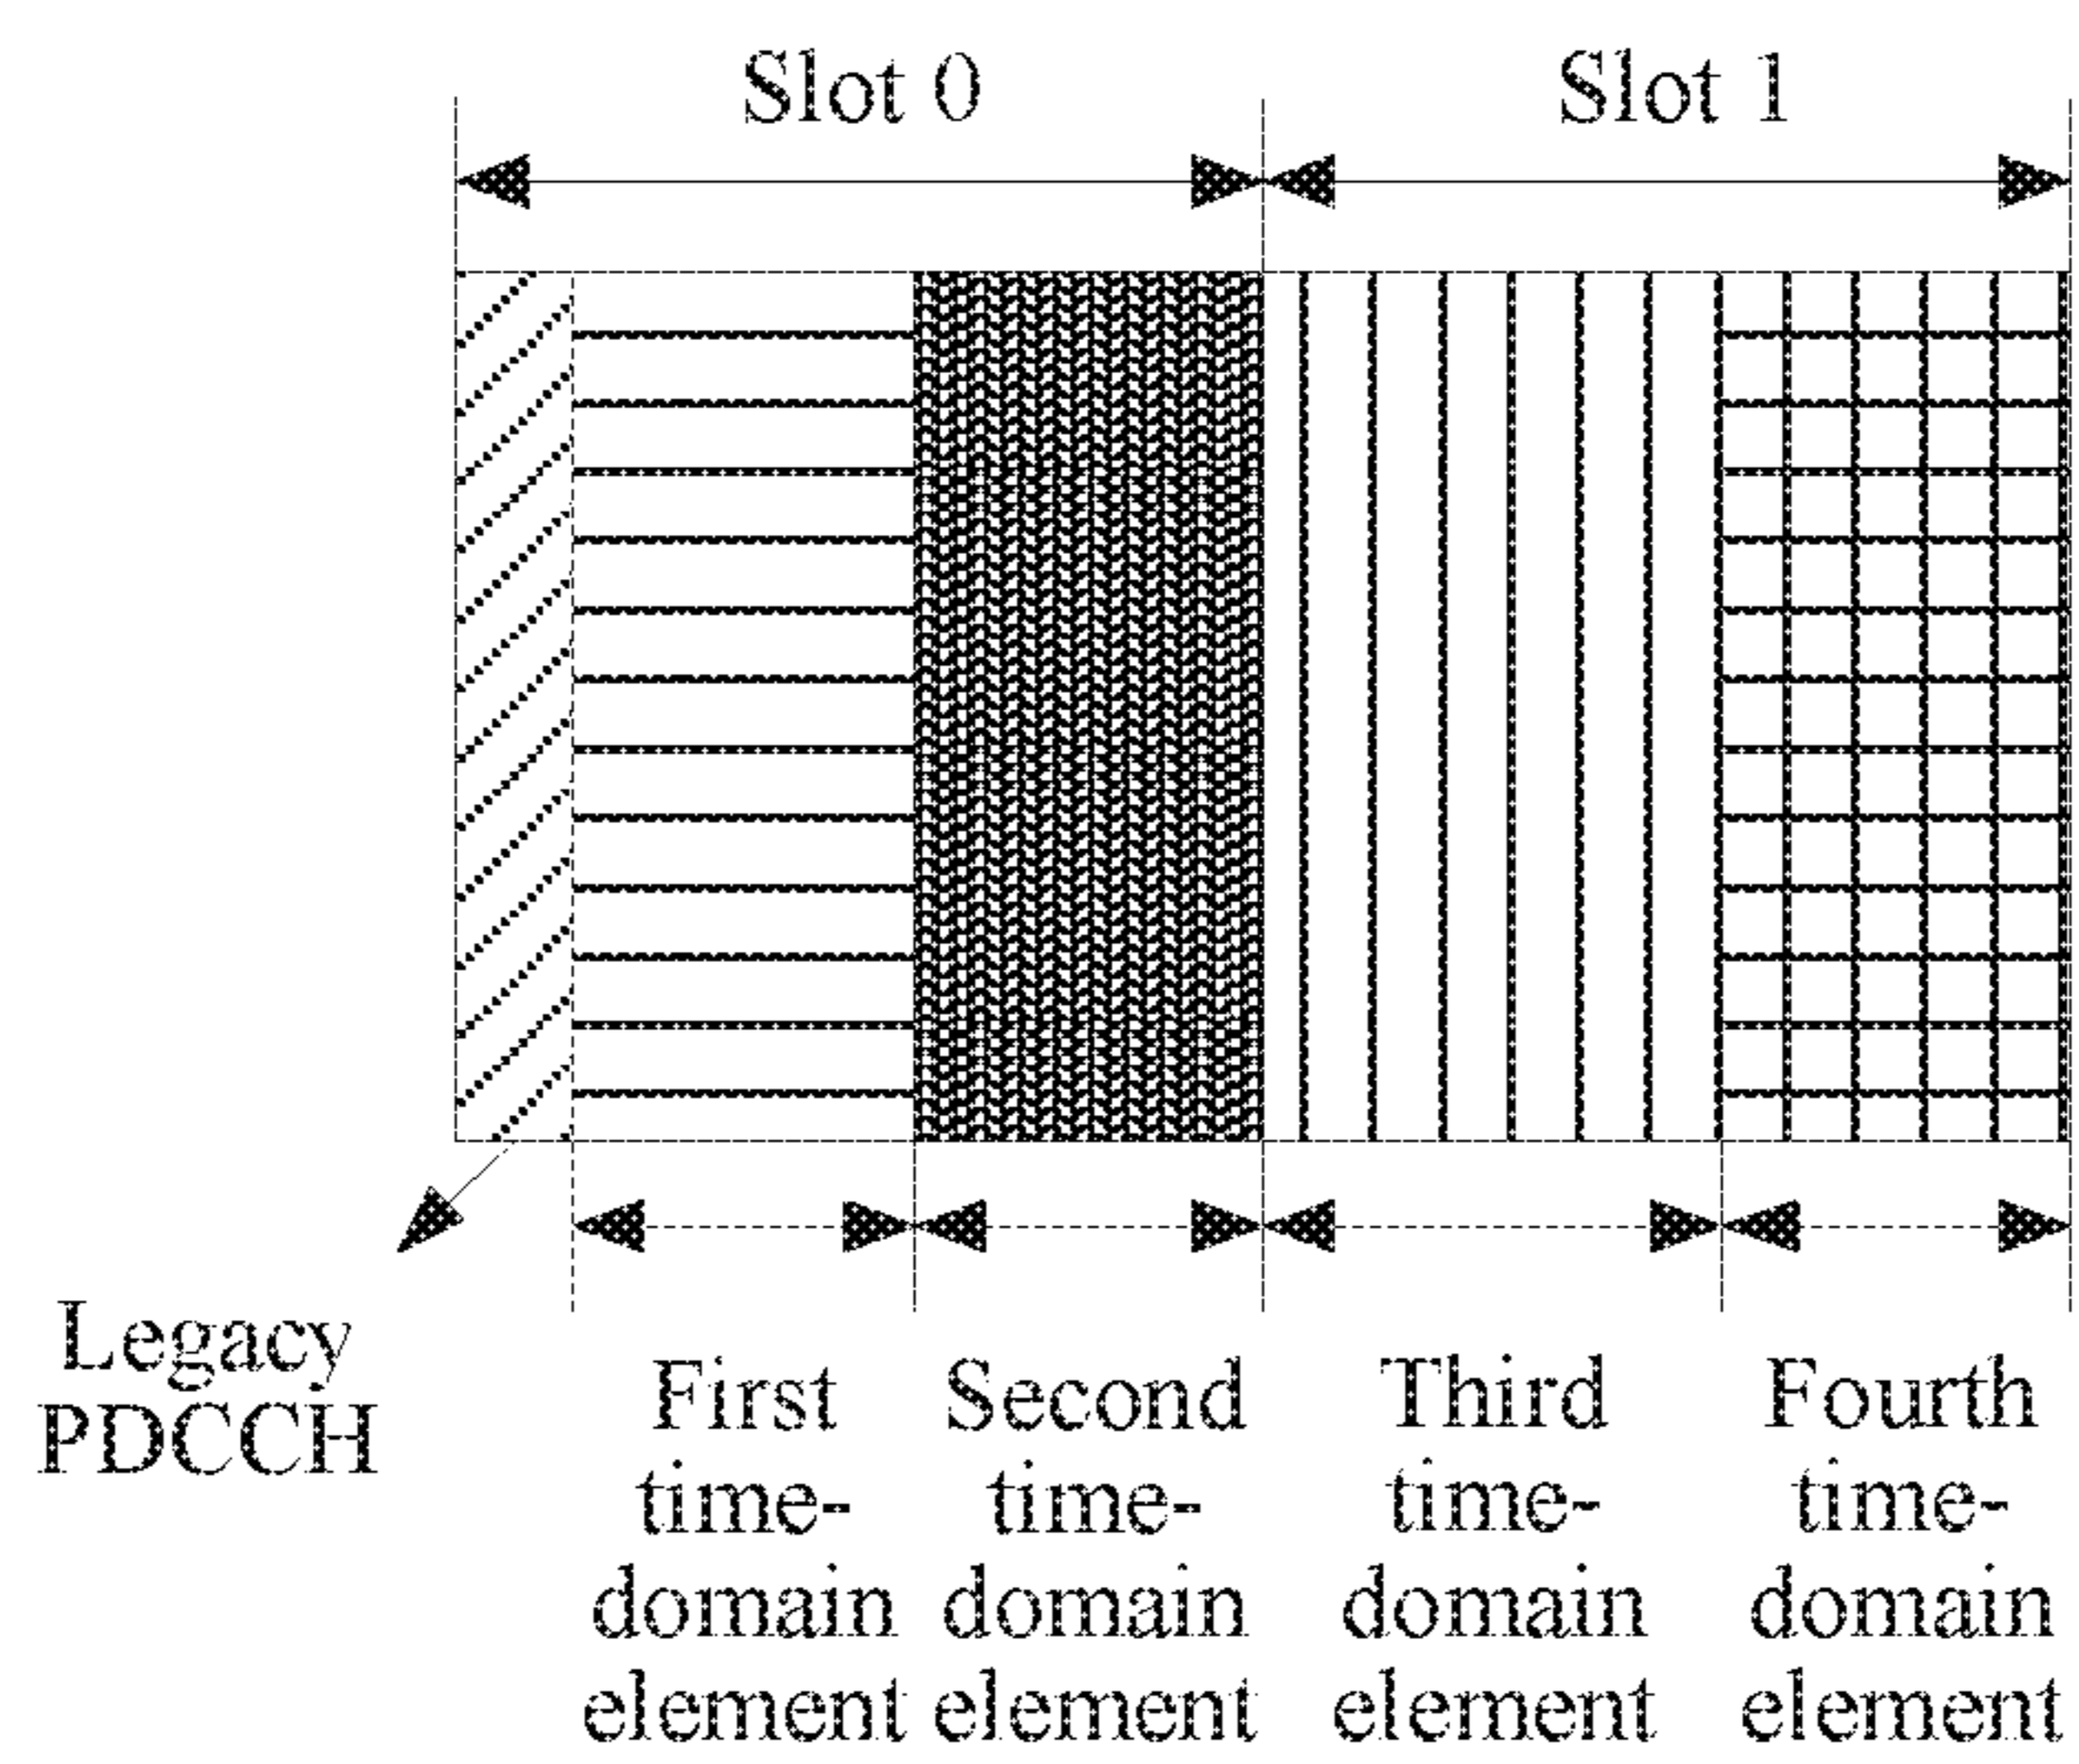 Slot 0
Slot 1
Legacy
PDCCH
First
time-
domain
element
Second
time-
domain
element
Third
time-
domain
element
Fourth
time-
domain
element